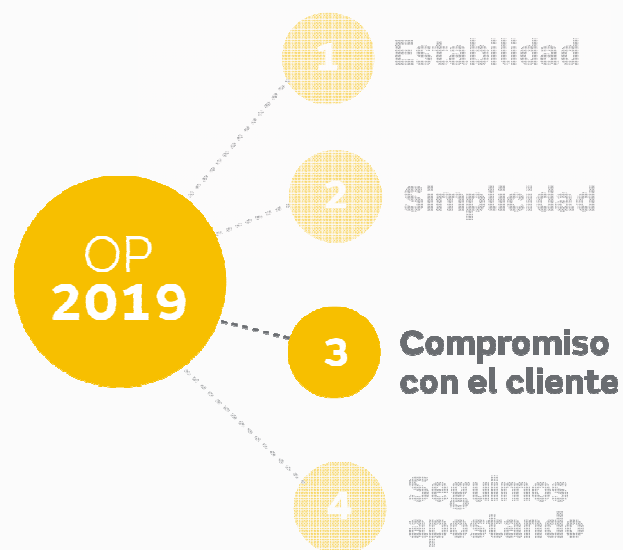 1
Estabilidad
2
Simplicidad
OP
2019
3
Compromiso
con el cliente
4
Seguimos
apostando